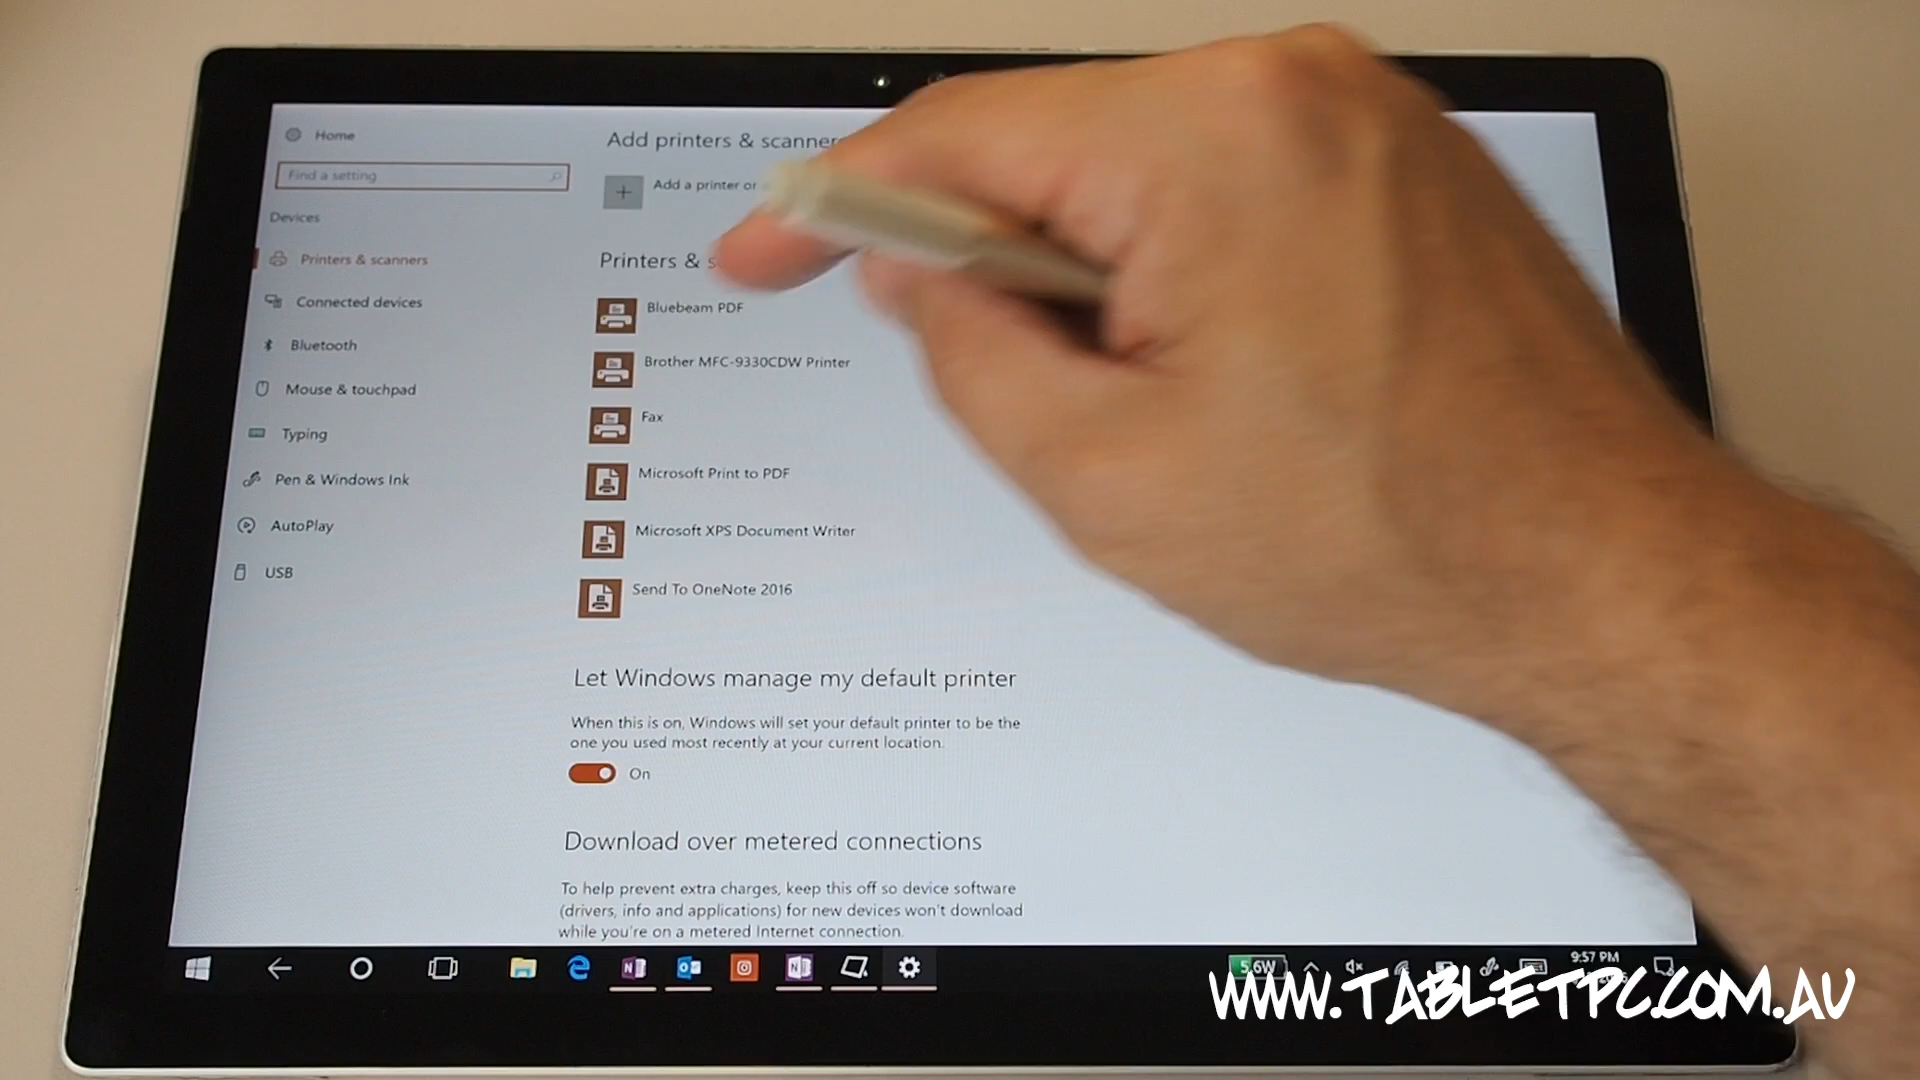 Home
Add printers & scanner
Find a setting
Add a printer or
Devices
Printers & scanners
Printers &
Connected devices
Bluebeam PDF
Bluetooth
Brother MFC-9330CDW Printer
Mouse & touchpad
Fax
Typing
Microsoft Print to PDF
Pen & Windows Ink
AutoPlay
Microsoft XPS Document Writer
USB
Send To OneNote 2016
Let Windows manage my default printer
When this is on, Windows will set your default printer to be the
one you used most recently at your current location.
On
Download over metered connections
To help prevent extra charges, keep this off so device software
(drivers, info and applications) for new devices won't download
while you're on a metered Internet connection.
5.6W
9:57 PM
WWW.TABLETPC.COM.AU